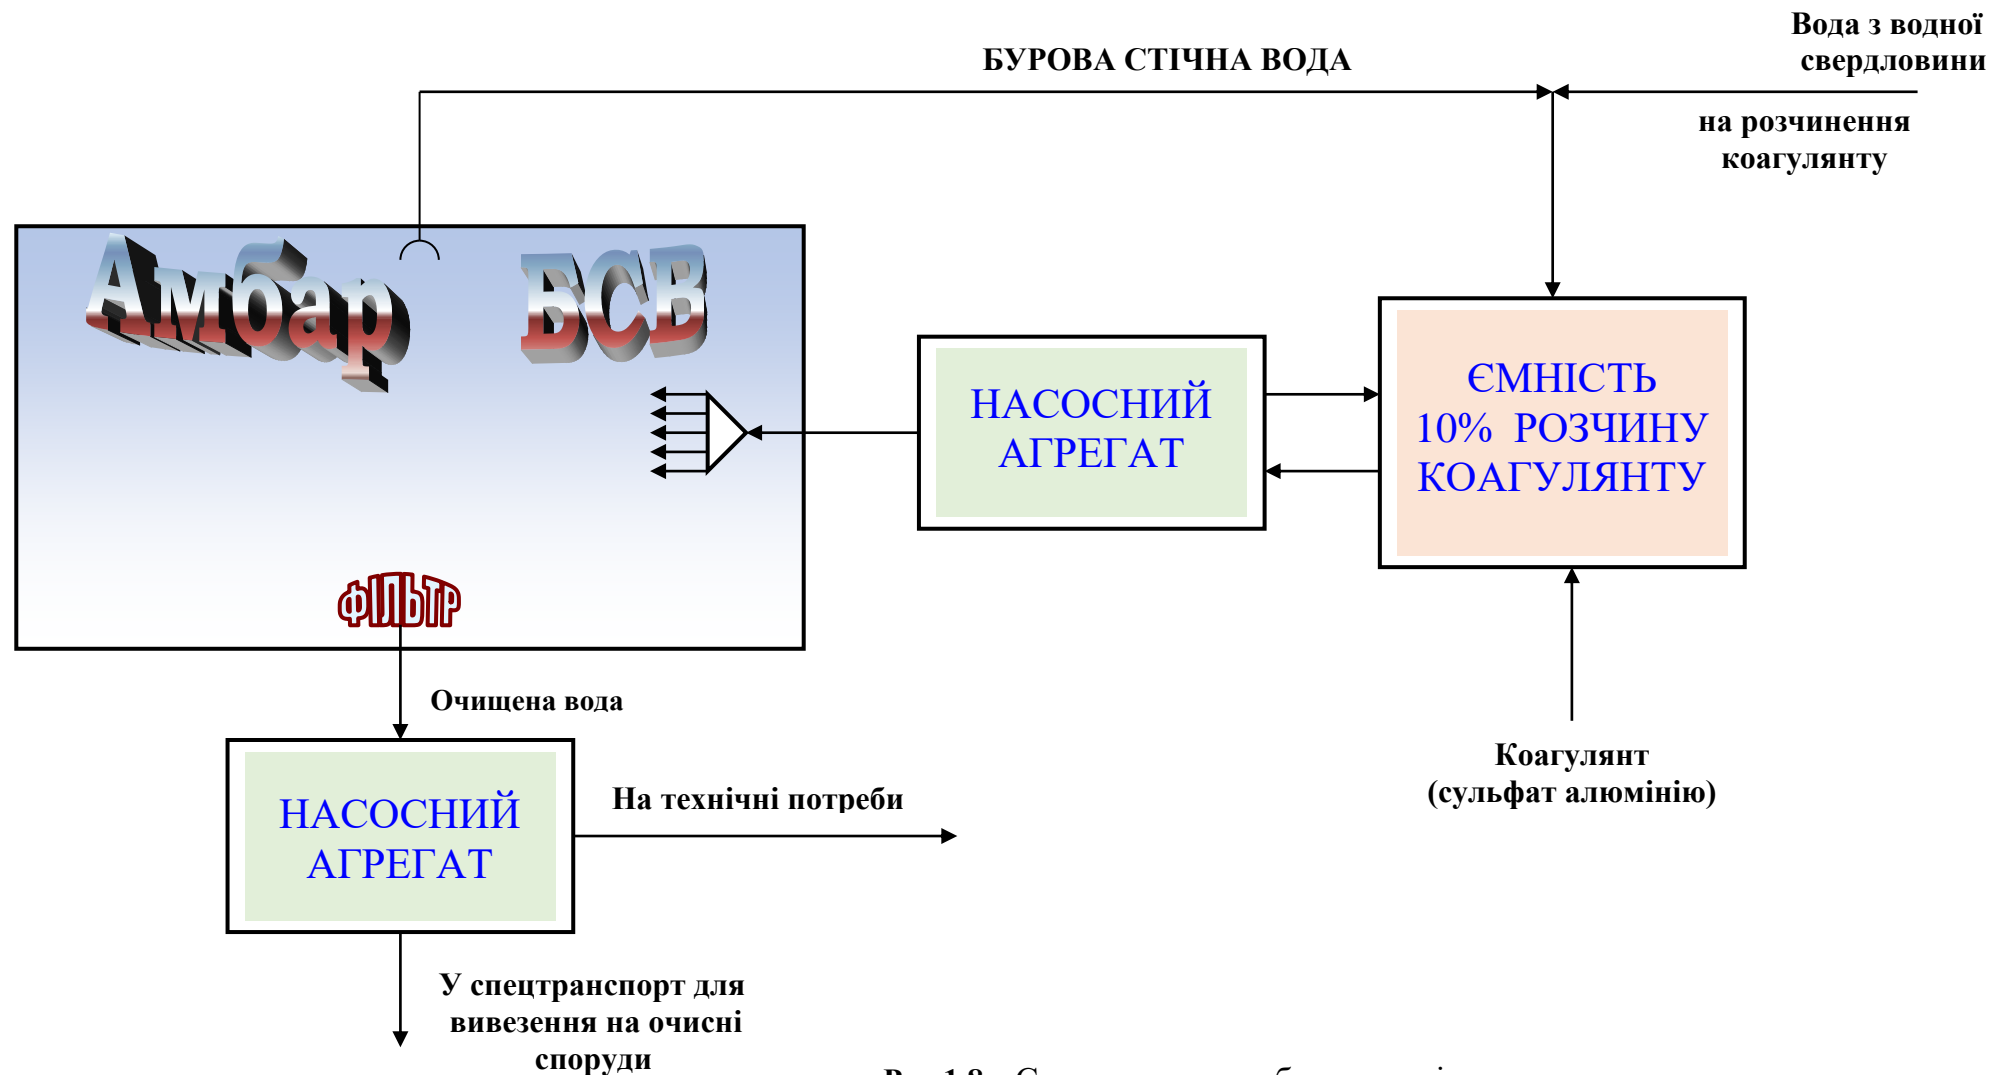 Вода з водної
свердловини
БУРОВА СТІЧНА ВОДА
на розчинення
коагулянту
Амбар БСВ
НАСОСНИЙ
АГРЕГАТ
ЄМНІСТЬ
10% РОЗЧИНУ
КОАГУЛЯНТУ
ФІЛЬТР
Очищена вода
Коагулянт
(сульфат алюмінію)
На технічні потреби
НАСОСНИЙ
АГРЕГАТ
У спецтранспорт для
вивезення на очисні
споруди